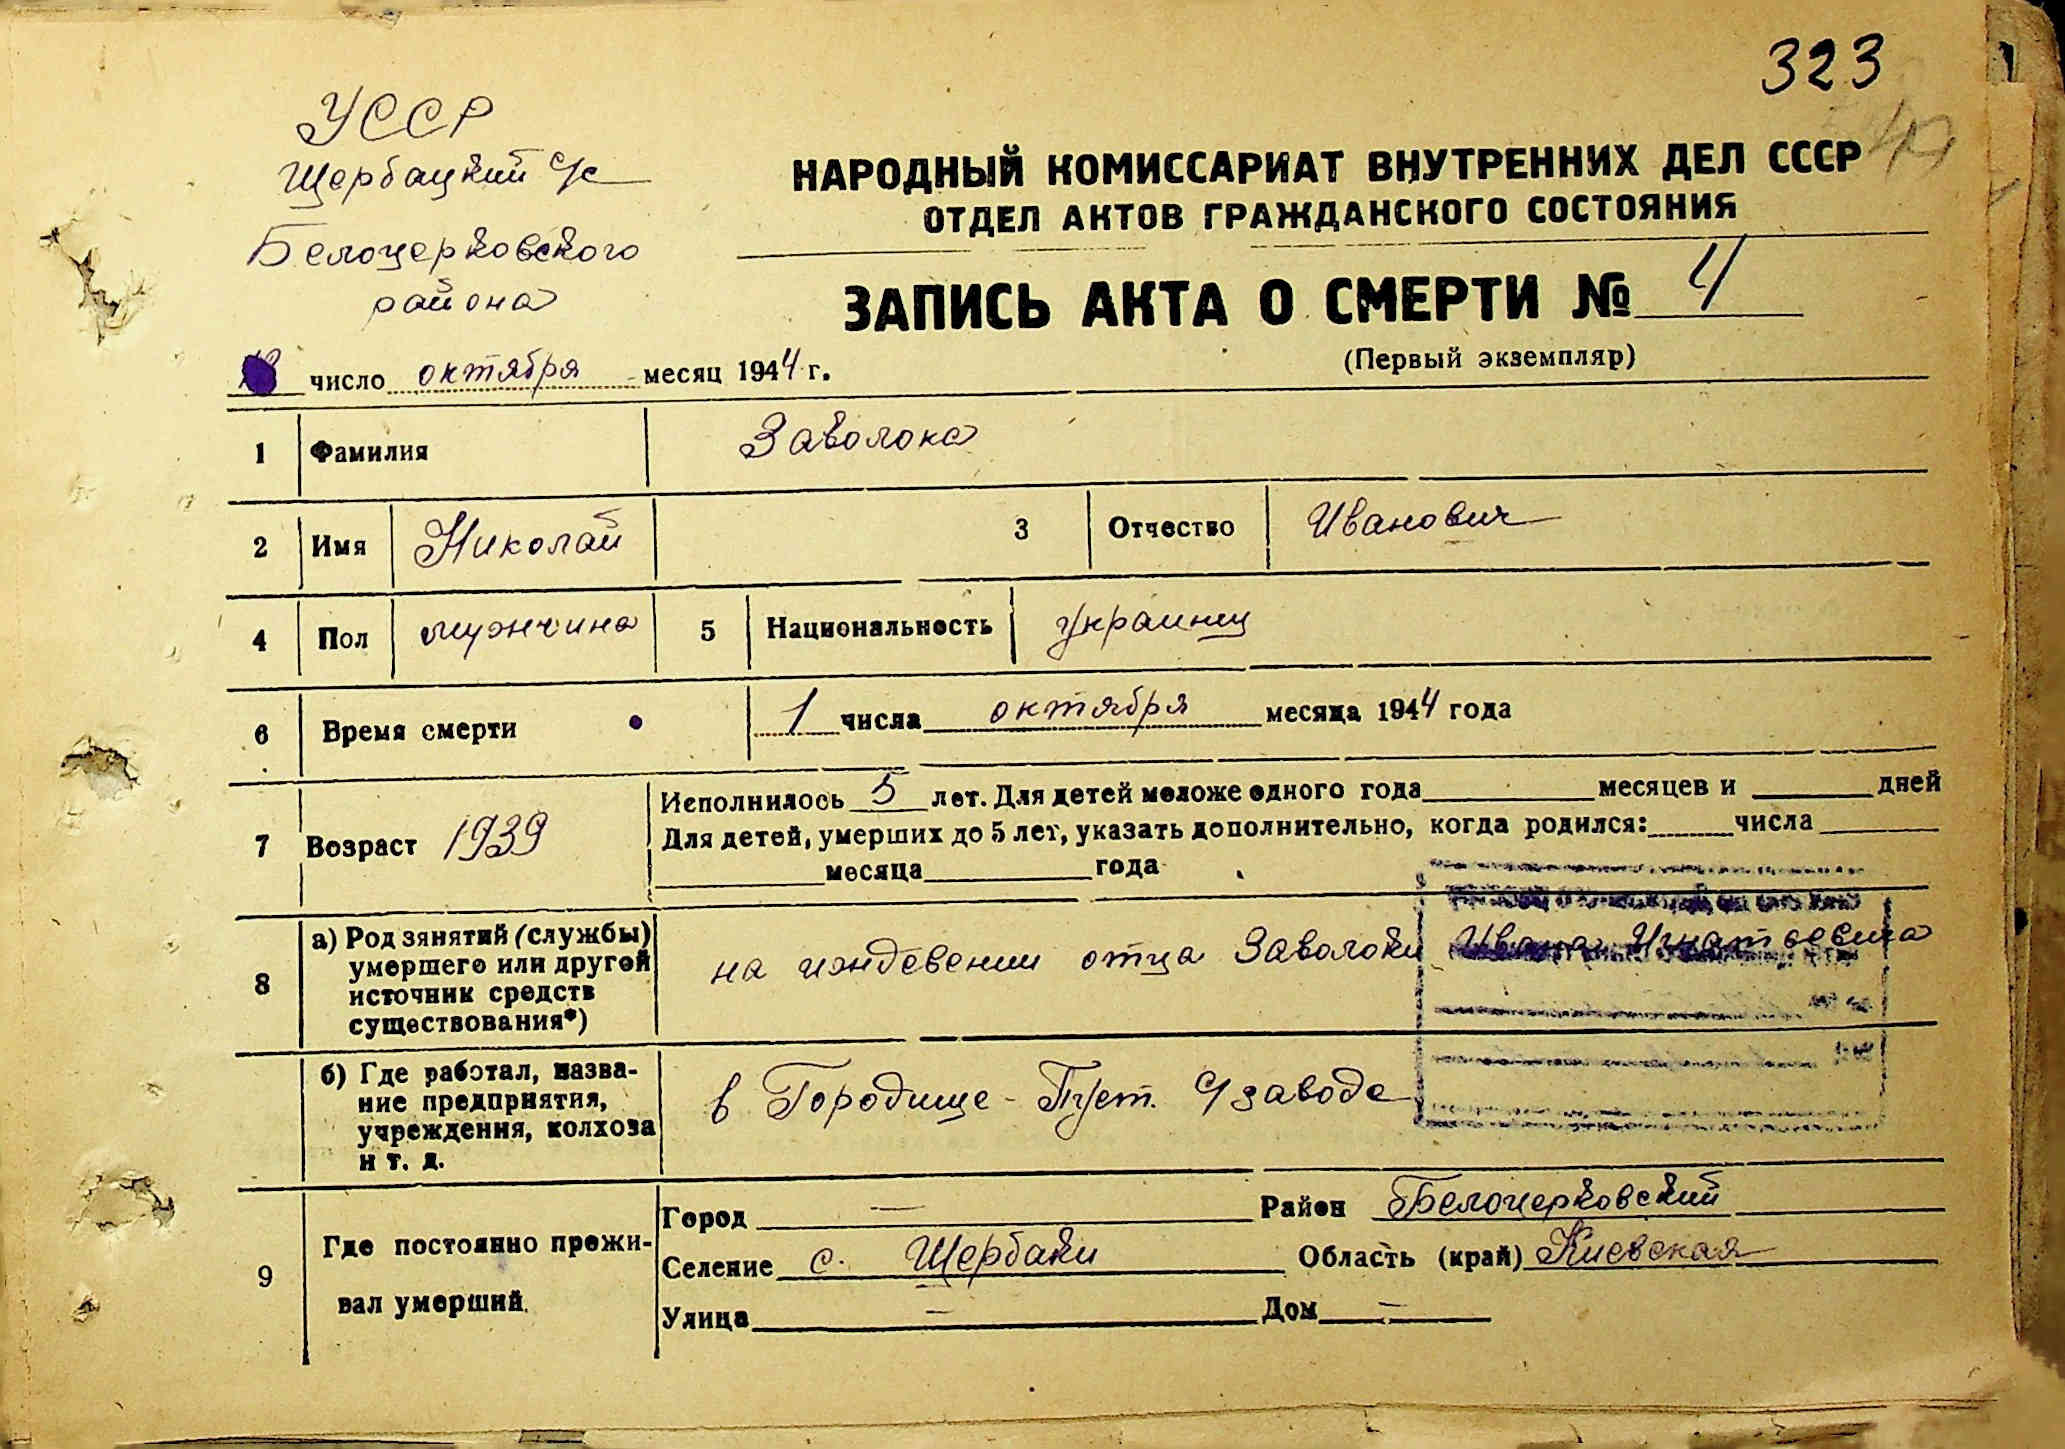 323
УССР
Щербацкий с/с
Белоцерковского
района
НАРОДНЫЙ КОМИССАРИАТ ВНУТРЕННИХ ДЕЛ СССР
ОТДЕЛ АКТОВ ГРАЖДАНСКОГО СОСТОЯНИЯ
ЗАПИСЬ АКТА О СМЕРТИ № 4
(Первый экземпляр)
число октября месяц 1944 г.
1 Фамилия Заволока
2 Имя Николай 3 Отчество Иванович
4 Пол мужчина 5 Национальность украинец
6 Время смерти 1 числа октября месяца 1944 года
7 Возраст 1939 Исполнилось 5 лет. Для детей моложе одного года месяцев и дней
Для детей, умерших до 5 лет, указать дополнительно, когда родился: числа
месяца года
8 а) Род занятий (службы) умершего или другой источник средств существования*) на иждевении отца Заволоки Ивана Игнатьевича
б) Где работал, название предприятия, учреждения, колхоза и т. д. в Городище-Пуст. с/заводе
9 Где постоянно проживал умерший.
Город — Район Белоцерковский
Селение с. Щербаки Область (край) Киевская
Улица — Дом —